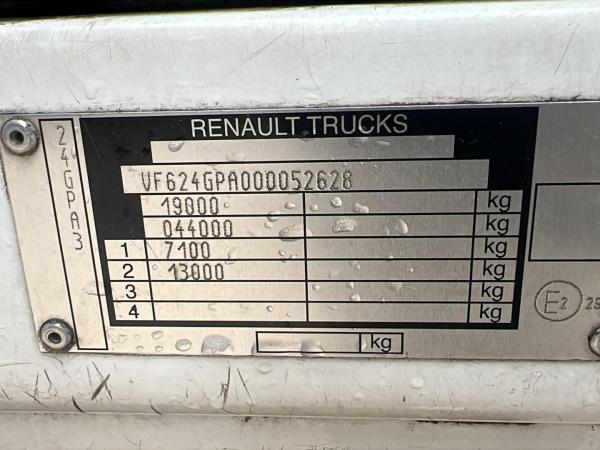 RENAULT TRUCKS
24GPA3
VF624GPA000052628
19000 kg
044000 kg
1 7100 kg
2 13000 kg
3 kg
4 kg
kg
E2